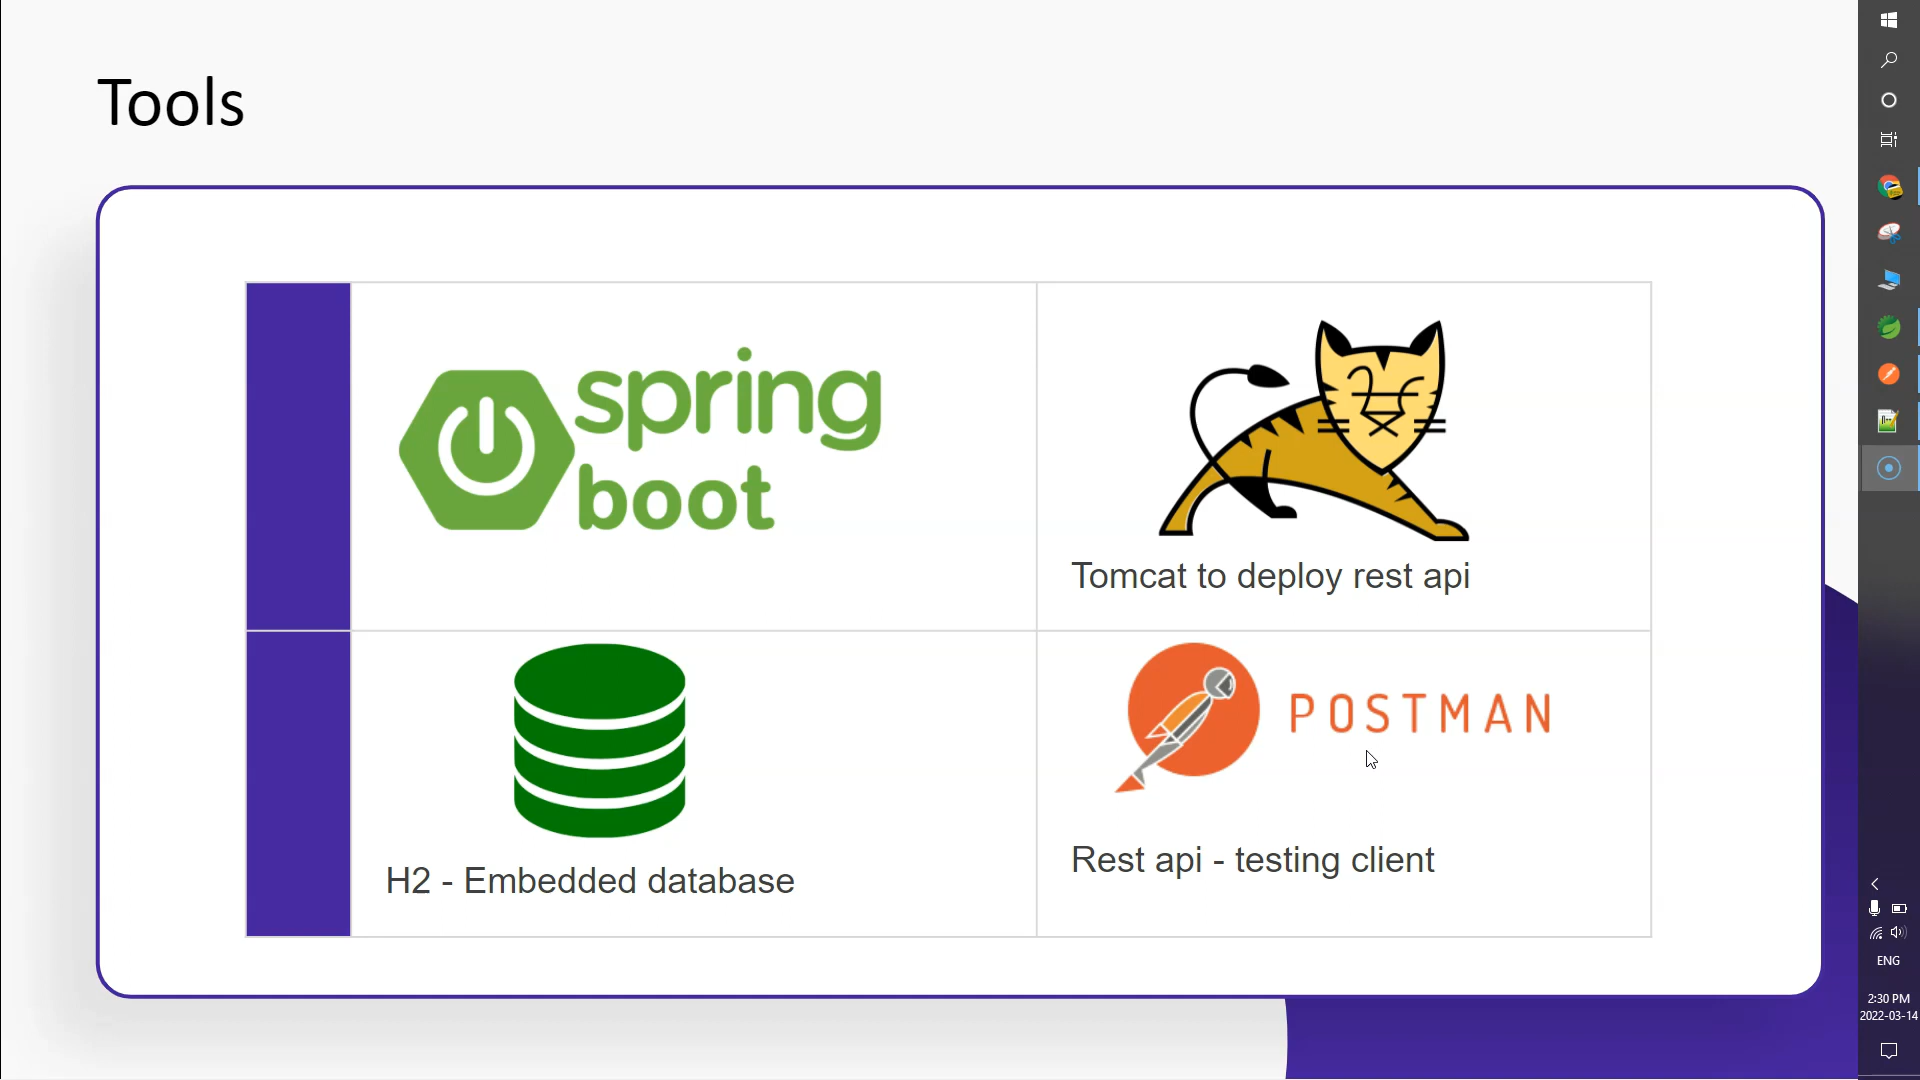 Tools
spring
boot
Tomcat to deploy rest api
H2 - Embedded database
POSTMAN
Rest api - testing client
ENG
2:30 PM
2022-03-14